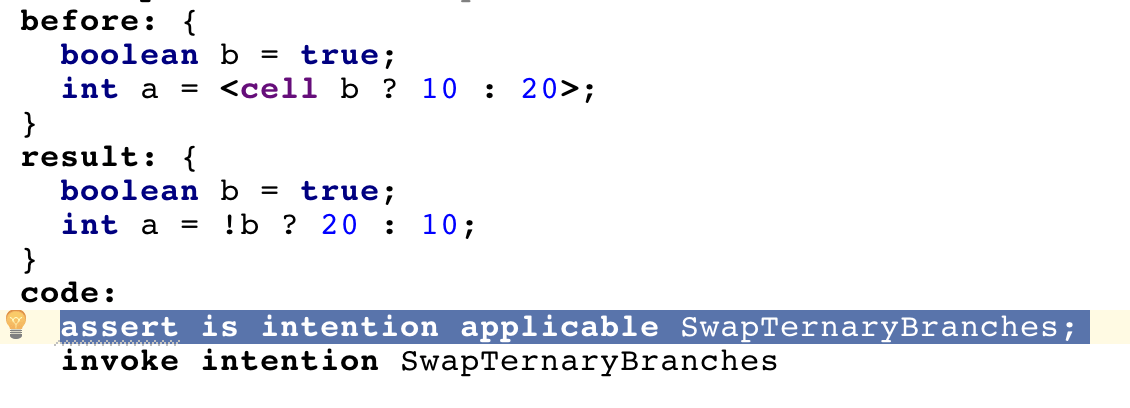 before: {
boolean b = true;
int a = <cell b ? 10 : 20>;
}
result: {
boolean b = true;
int a = !b ? 20 : 10;
}
code:
assert is intention applicable SwapTernaryBranches;
invoke intention SwapTernaryBranches